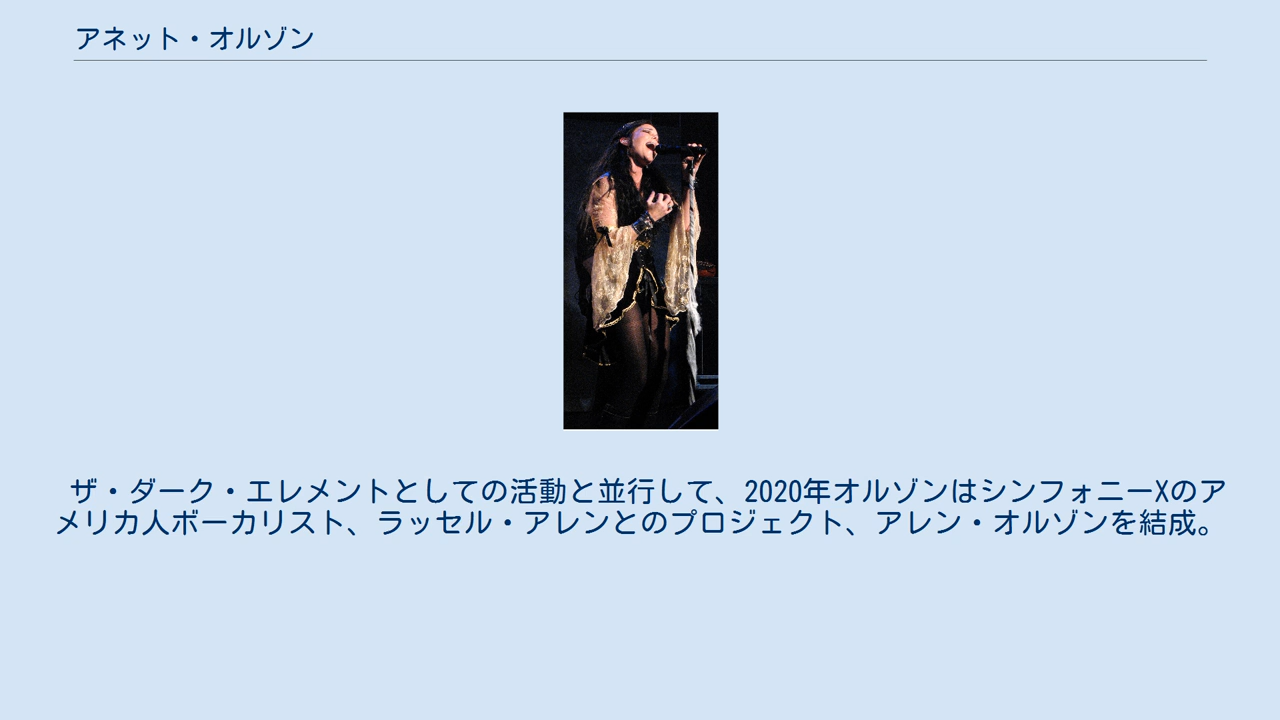 アネット・オルゾン
ザ・ダーク・エレメントとしての活動と並行して、2020年オルゾンはシンフォニーXのア
メリカ人ボーカリスト、ラッセル・アレンとのプロジェクト、アレン・オルゾンを結成。